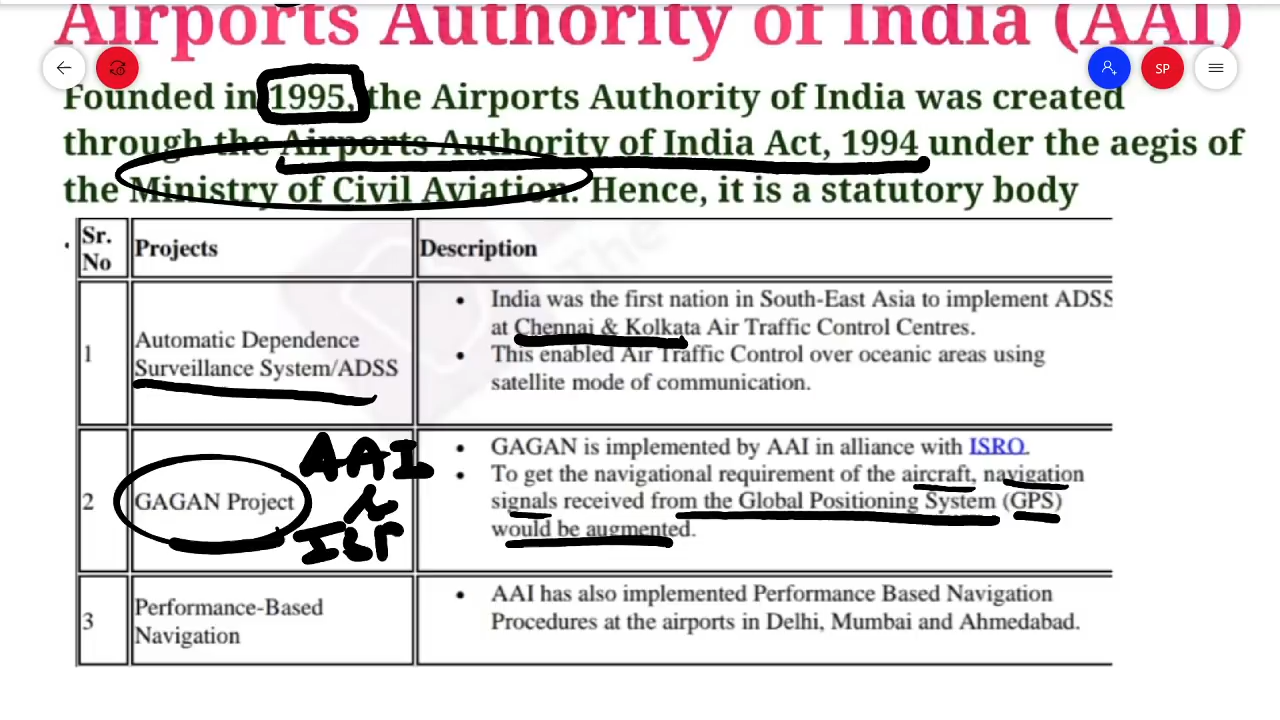 Airports Authority of India (AAI)
SP
Founded in 1995, the Airports Authority of India was created
through the Airports Authority of India Act, 1994 under the aegis of
the Ministry of Civil Aviation. Hence, it is a statutory body
Sr. No Projects Description
1 Automatic Dependence Surveillance System/ADSS
• India was the first nation in South-East Asia to implement ADSS
at Chennai & Kolkata Air Traffic Control Centres.
• This enabled Air Traffic Control over oceanic areas using
satellite mode of communication.
2 GAGAN Project
AAI
&
• GAGAN is implemented by AAI in alliance with ISRO.
• To get the navigational requirement of the aircraft, navigation
signals received from the Global Positioning System (GPS)
would be augmented.
3 Performance-Based Navigation
• AAI has also implemented Performance Based Navigation
Procedures at the airports in Delhi, Mumbai and Ahmedabad.